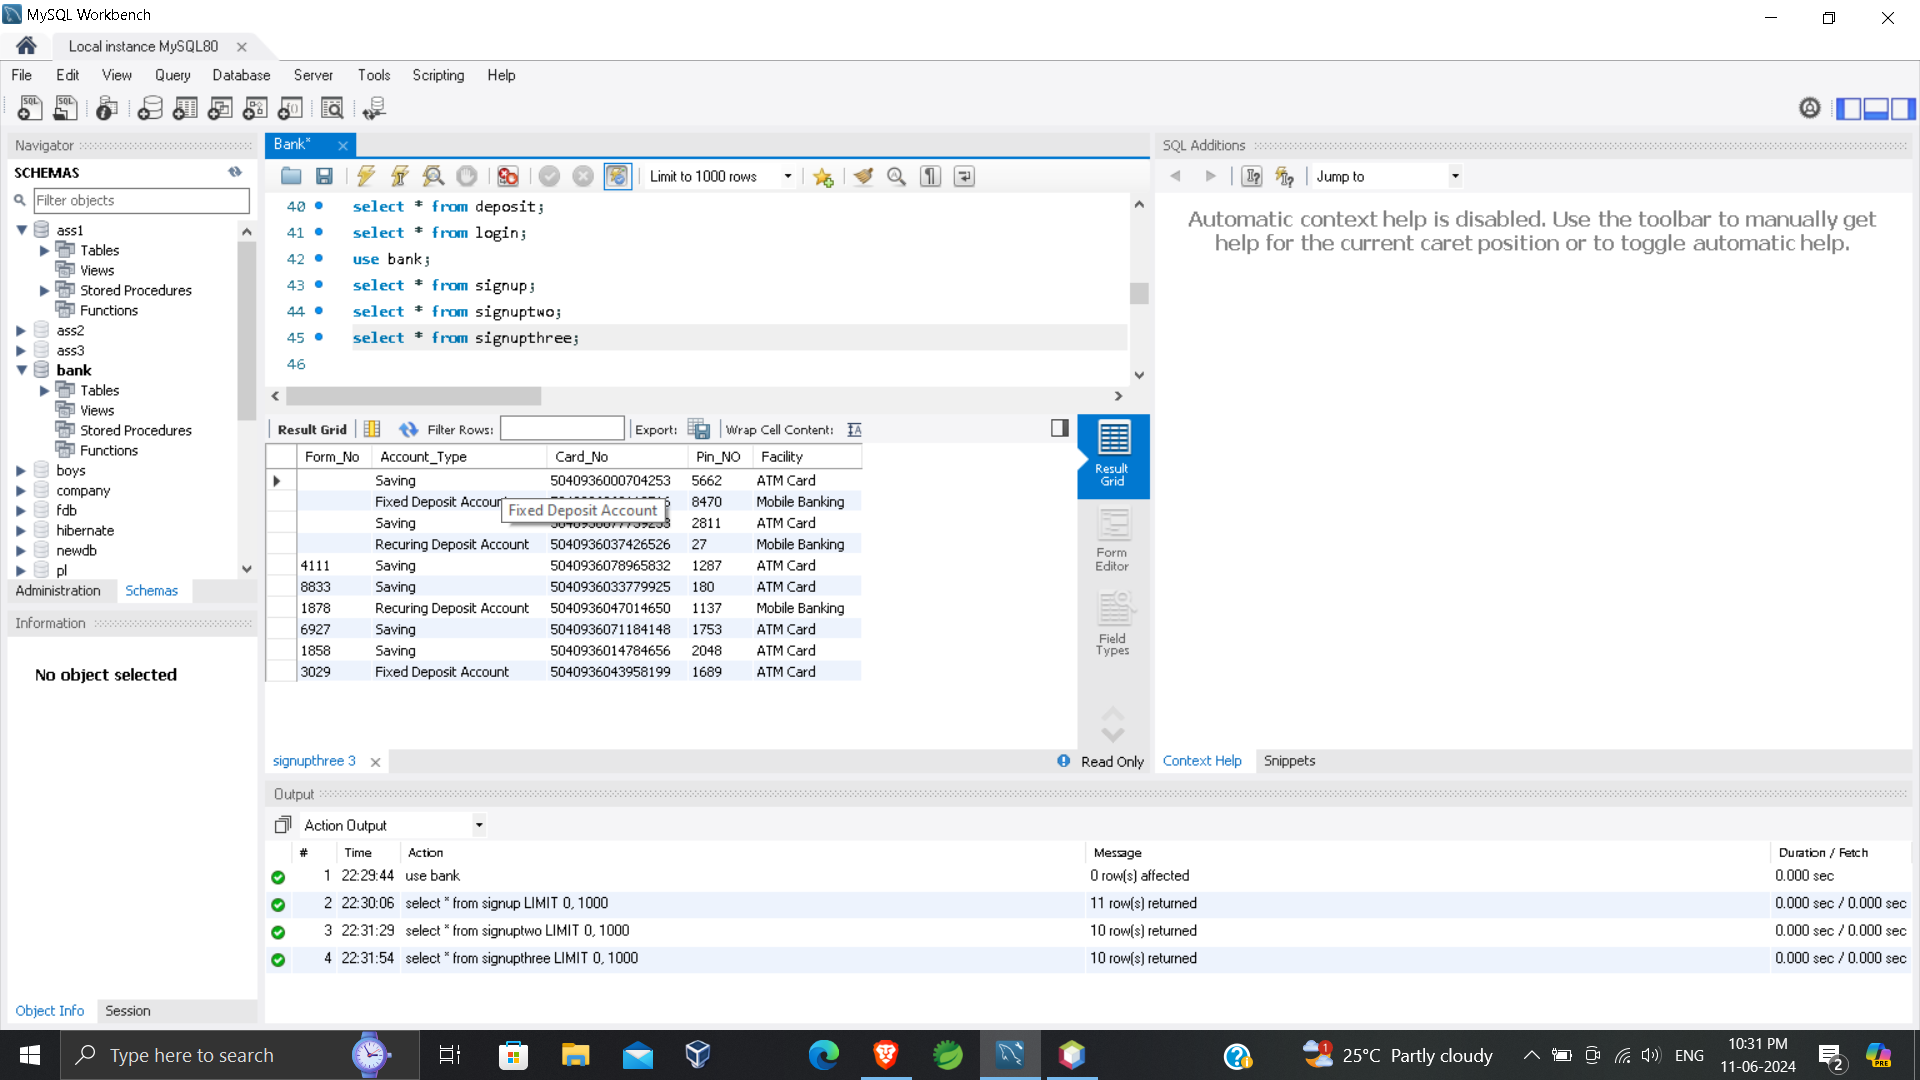 MySQL Workbench
Local instance MySQL80
File Edit View Query Database Server Tools Scripting Help
Navigator
SCHEMAS
Filter objects
ass1
Tables
Views
Stored Procedures
Functions
ass2
ass3
bank
Tables
Views
Stored Procedures
Functions
boys
company
fdb
hibernate
newdb
pl
Administration Schemas
Information
No object selected
Object Info Session
Bank*
Limit to 1000 rows
40 select * from deposit;
41 select * from login;
42 use bank;
43 select * from signup;
44 select * from signuptwo;
45 select * from signupthree;
46
Result Grid Filter Rows: Export: Wrap Cell Content:
Form_No Account_Type Card_No Pin_NO Facility
Saving 5040936000704253 5662 ATM Card
Fixed Deposit Account 8470 Mobile Banking
Fixed Deposit Account
Saving 2811 ATM Card
Recuring Deposit Account 5040936037426526 27 Mobile Banking
4111 Saving 5040936078965832 1287 ATM Card
8833 Saving 5040936033779925 180 ATM Card
1878 Recuring Deposit Account 5040936047014650 1137 Mobile Banking
6927 Saving 5040936071184148 1753 ATM Card
1858 Saving 5040936014784656 2048 ATM Card
3029 Fixed Deposit Account 5040936043958199 1689 ATM Card
Result
Grid
Form
Editor
Field
Types
signupthree 3
Read Only
SQL Additions
Jump to
Automatic context help is disabled. Use the toolbar to manually get
help for the current caret position or to toggle automatic help.
Context Help Snippets
Output
Action Output
# Time Action Message Duration / Fetch
1 22:29:44 use bank 0 row(s) affected 0.000 sec
2 22:30:06 select * from signup LIMIT 0, 1000 11 row(s) returned 0.000 sec / 0.000 sec
3 22:31:29 select * from signuptwo LIMIT 0, 1000 10 row(s) returned 0.000 sec / 0.000 sec
4 22:31:54 select * from signupthree LIMIT 0, 1000 10 row(s) returned 0.000 sec / 0.000 sec
Type here to search
1
25°C Partly cloudy
ENG
10:31 PM
11-06-2024
2
PRE